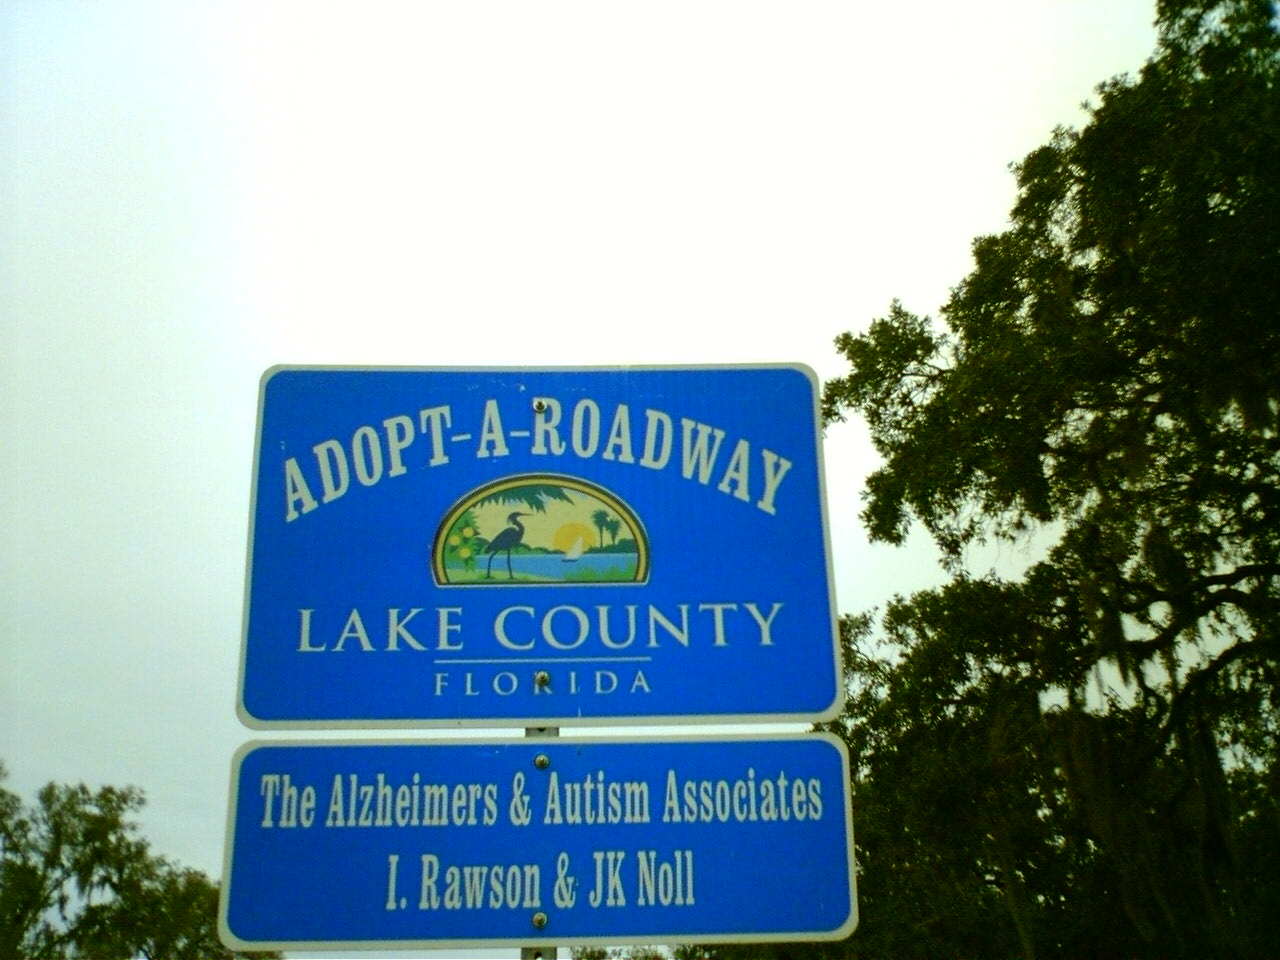 ADOPT-A-ROADWAY
LAKE COUNTY
FLORIDA
The Alzheimers & Autism Associates
I. Rawson & JK Noll